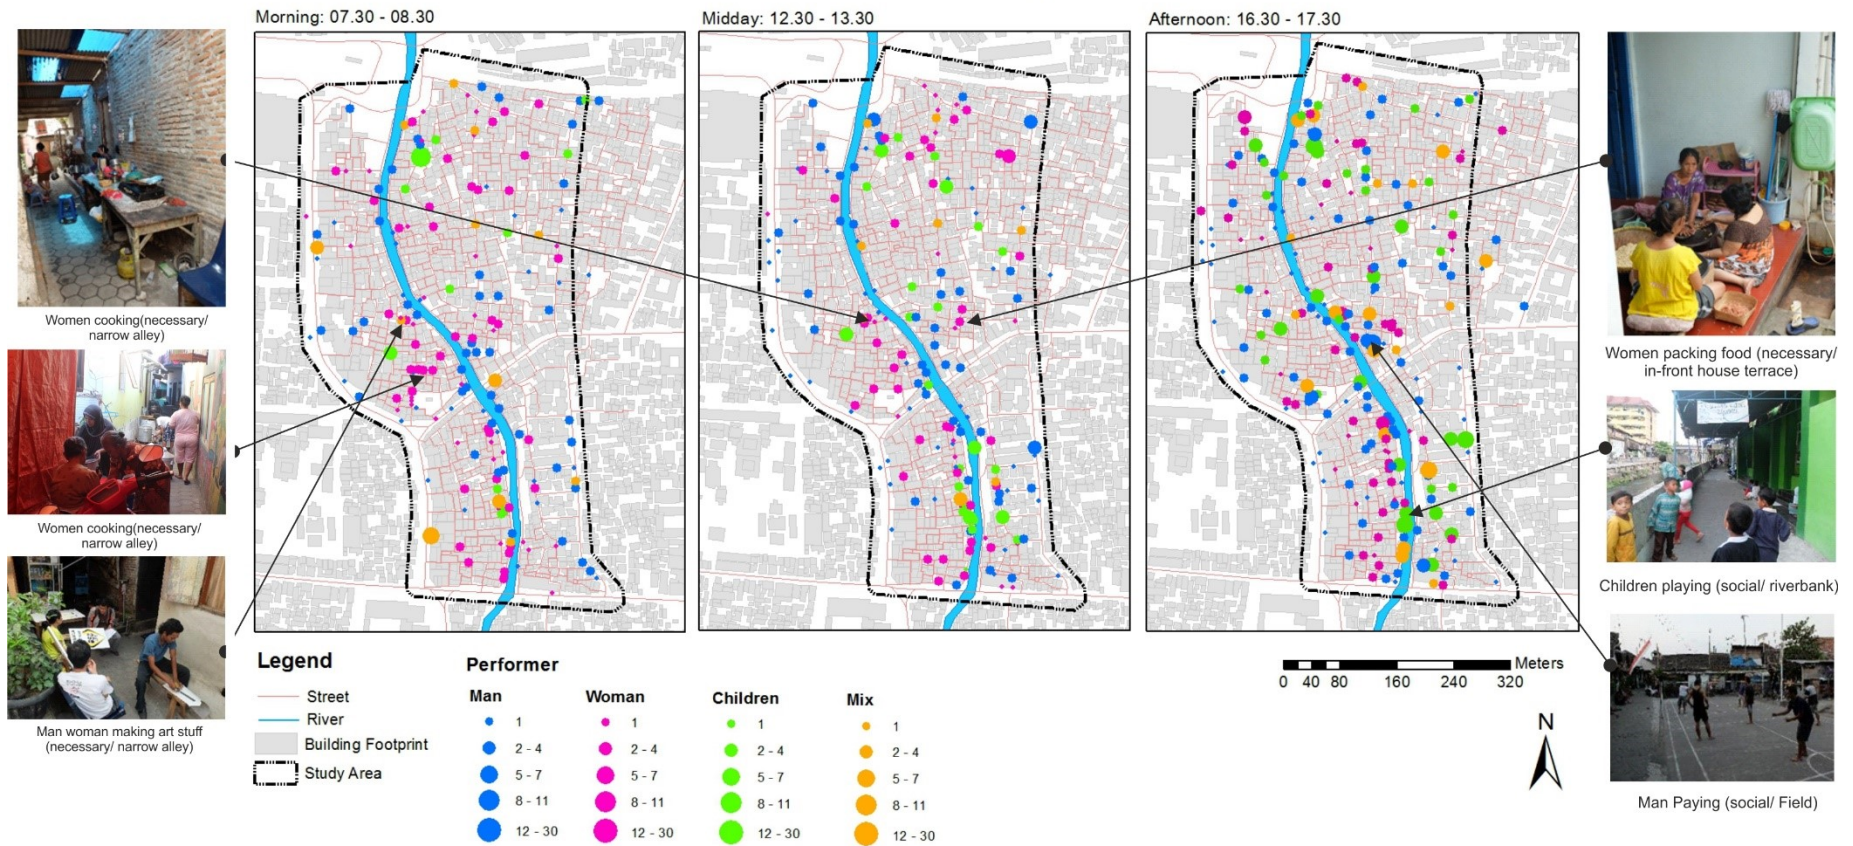 Morning: 07.30 - 08.30
Midday: 12.30 - 13.30
Afternoon: 16.30 - 17.30
Women cooking(necessary/
narrow alley)
Women cooking(necessary/
narrow alley)
Man woman making art stuff
(necessary/ narrow alley)
Women packing food (necessary/
in-front house terrace)
Children playing (social/ riverbank)
Man Paying (social/ Field)
Legend
Street
River
Building Footprint
Study Area
Performer
Man
1
2 - 4
5 - 7
8 - 11
12 - 30
Woman
1
2 - 4
5 - 7
8 - 11
12 - 30
Children
1
2 - 4
5 - 7
8 - 11
12 - 30
Mix
1
2 - 4
5 - 7
8 - 11
12 - 30
Meters
0 40 80 160 240 320
N